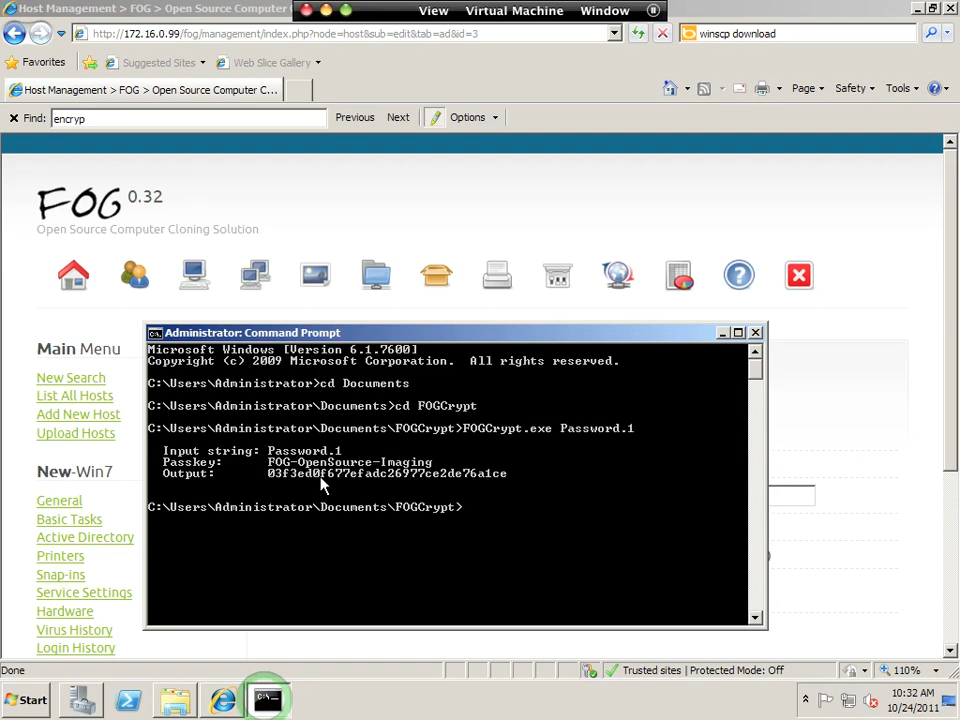 Host Management > FOG > Open Source Computer
View Virtual Machine Window
http://172.16.0.99/fog/management/index.php?node=host&sub=edit&tab=ad&id=3
winscp download
Favorites Suggested Sites Web Slice Gallery
Host Management > FOG > Open Source Computer C...
Page Safety Tools
Find: encryp Previous Next Options
FOG 0.32
Open Source Computer Cloning Solution
Administrator: Command Prompt
Microsoft Windows [Version 6.1.7600]
Copyright (c) 2009 Microsoft Corporation. All rights reserved.
C:\Users\Administrator>cd Documents
C:\Users\Administrator\Documents>cd FOGCrypt
C:\Users\Administrator\Documents\FOGCrypt>FOGCrypt.exe Password.1
Input string: Password.1
Passkey: FOG-OpenSource-Imaging
Output: 03f3ed0f677efadc26977ce2de76a1ce
C:\Users\Administrator\Documents\FOGCrypt>
Main Menu
New Search
List All Hosts
Add New Host
Upload Hosts
New-Win7
General
Basic Tasks
Active Directory
Printers
Snap-ins
Service Settings
Hardware
Virus History
Login History
Done Trusted sites | Protected Mode: Off 110%
Start
10:32 AM
10/24/2011